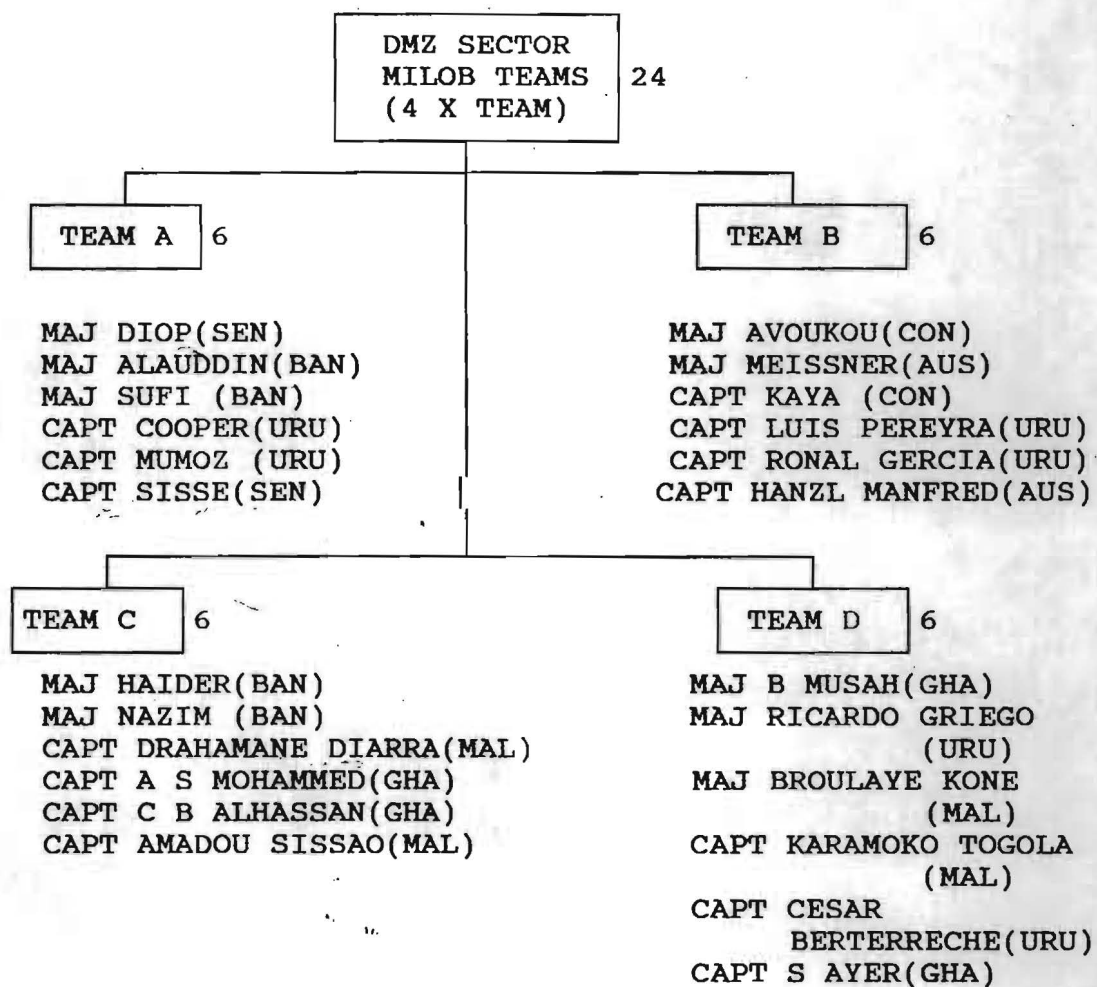 DMZ SECTOR
MILOB TEAMS
(4 X TEAM)
24
TEAM A
6
MAJ DIOP(SEN)
MAJ ALAUDDIN(BAN)
MAJ SUFI (BAN)
CAPT COOPER(URU)
CAPT MUMOZ (URU)
CAPT SISSE(SEN)
TEAM B
6
MAJ AVOUKOU(CON)
MAJ MEISSNER(AUS)
CAPT KAYA (CON)
CAPT LUIS PEREYRA(URU)
CAPT RONAL GERCIA(URU)
CAPT HANZL MANFRED(AUS)
TEAM C
6
MAJ HAIDER(BAN)
MAJ NAZIM (BAN)
CAPT DRAHAMANE DIARRA(MAL)
CAPT A S MOHAMMED(GHA)
CAPT C B ALHASSAN(GHA)
CAPT AMADOU SISSAO(MAL)
TEAM D
6
MAJ B MUSAH(GHA)
MAJ RICARDO GRIEGO
(URU)
MAJ BROULAYE KONE
(MAL)
CAPT KARAMOKO TOGOLA
(MAL)
CAPT CESAR
BERTERRECHE(URU)
CAPT S AYER(GHA)